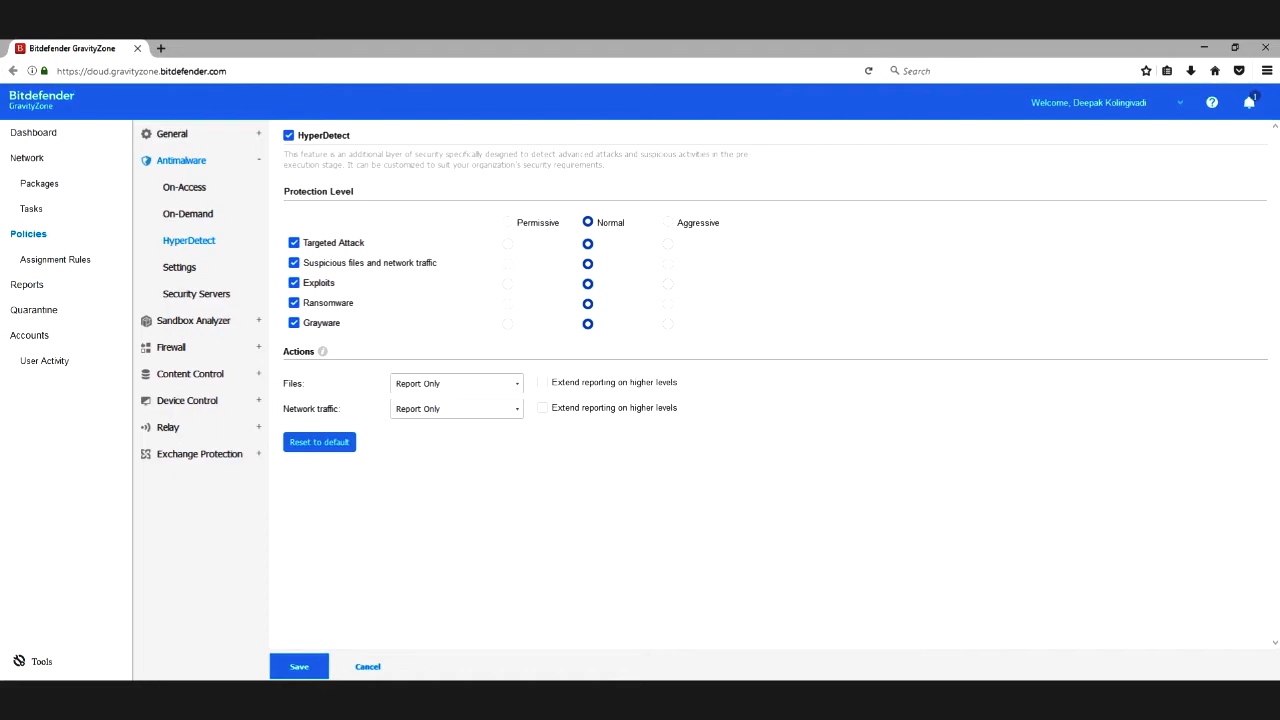 Bitdefender GravityZone
https://cloud.gravityzone.bitdefender.com
Search
Bitdefender
GravityZone
Welcome, Deepak Kolingivadi
1
Dashboard
Network
Packages
Tasks
Policies
Assignment Rules
Reports
Quarantine
Accounts
User Activity
Tools
General
Antimalware
On-Access
On-Demand
HyperDetect
Settings
Security Servers
Sandbox Analyzer
Firewall
Content Control
Device Control
Relay
Exchange Protection
HyperDetect
This feature is an additional layer of security specifically designed to detect advanced attacks and suspicious activities in the pre
execution stage. It can be customized to suit your organization's security requirements.
Protection Level
Permissive Normal Aggressive
Targeted Attack
Suspicious files and network traffic
Exploits
Ransomware
Grayware
Actions
Files: Report Only Extend reporting on higher levels
Network traffic: Report Only Extend reporting on higher levels
Reset to default
Save Cancel